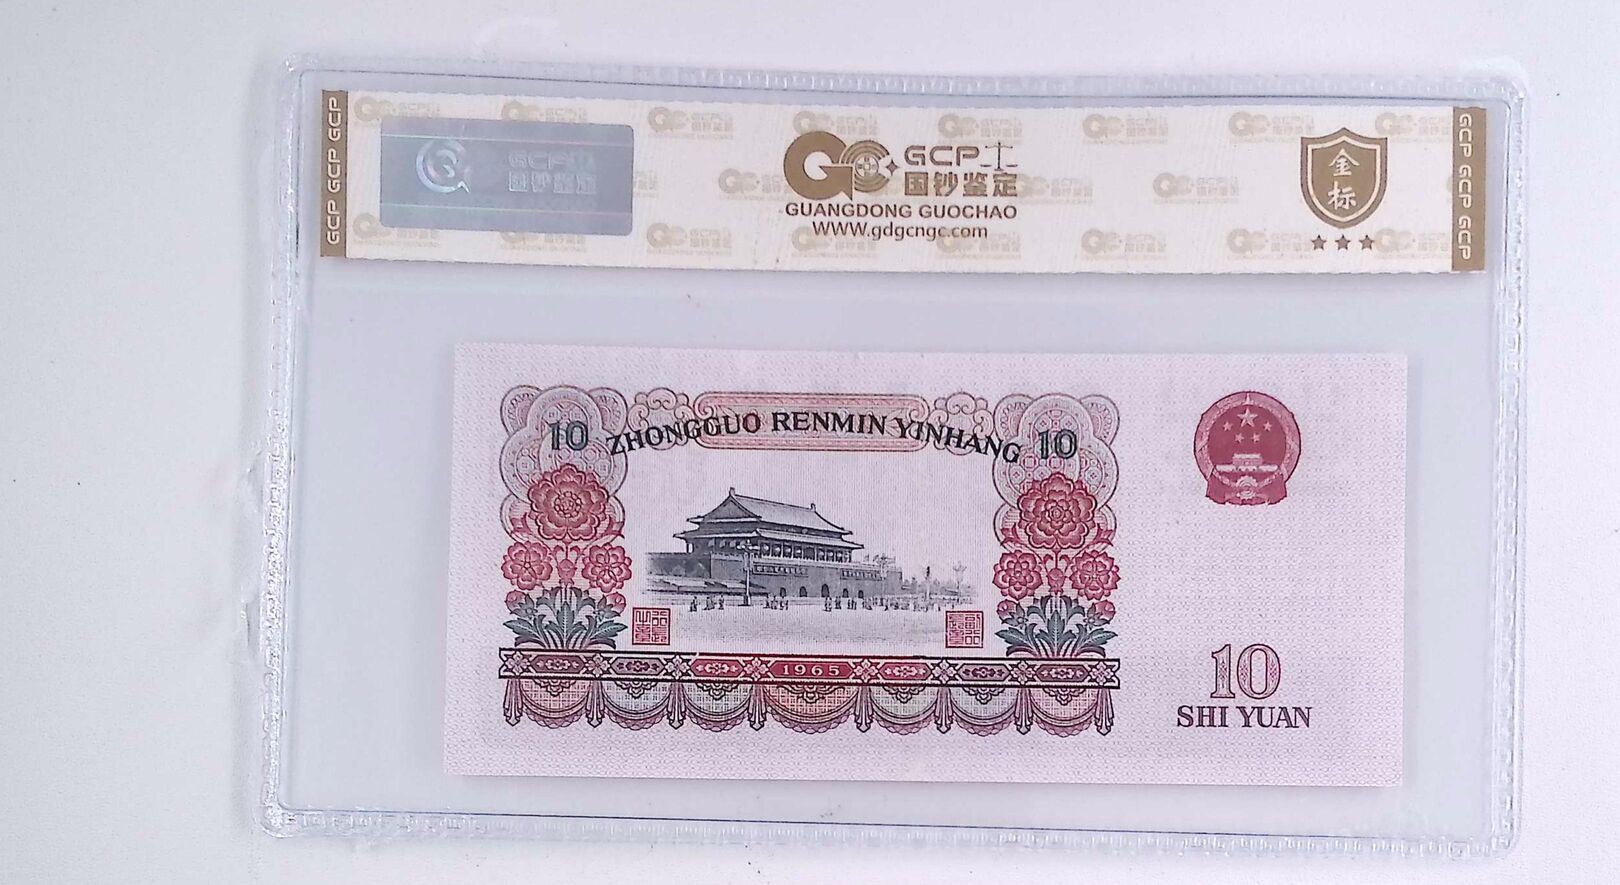 GCP GCP GCP
GCP
国钞鉴定
GCP
国钞鉴定
GUANGDONG GUOCHAO
WWW.gdgcngc.com
金
标
GCP GCP GCP
10 ZHONGGUO RENMIN YINHANG 10
1965
10
SHI YUAN